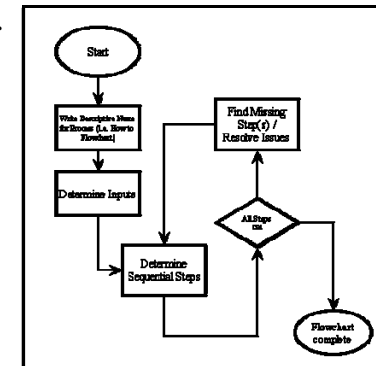 Start
Write Descriptive Name
for Process (i.e. How to
Flowchart)
Determine Inputs
Determine
Sequential Steps
Find Missing
Step(s) /
Resolve Issues
All Steps
Flowchart
complete